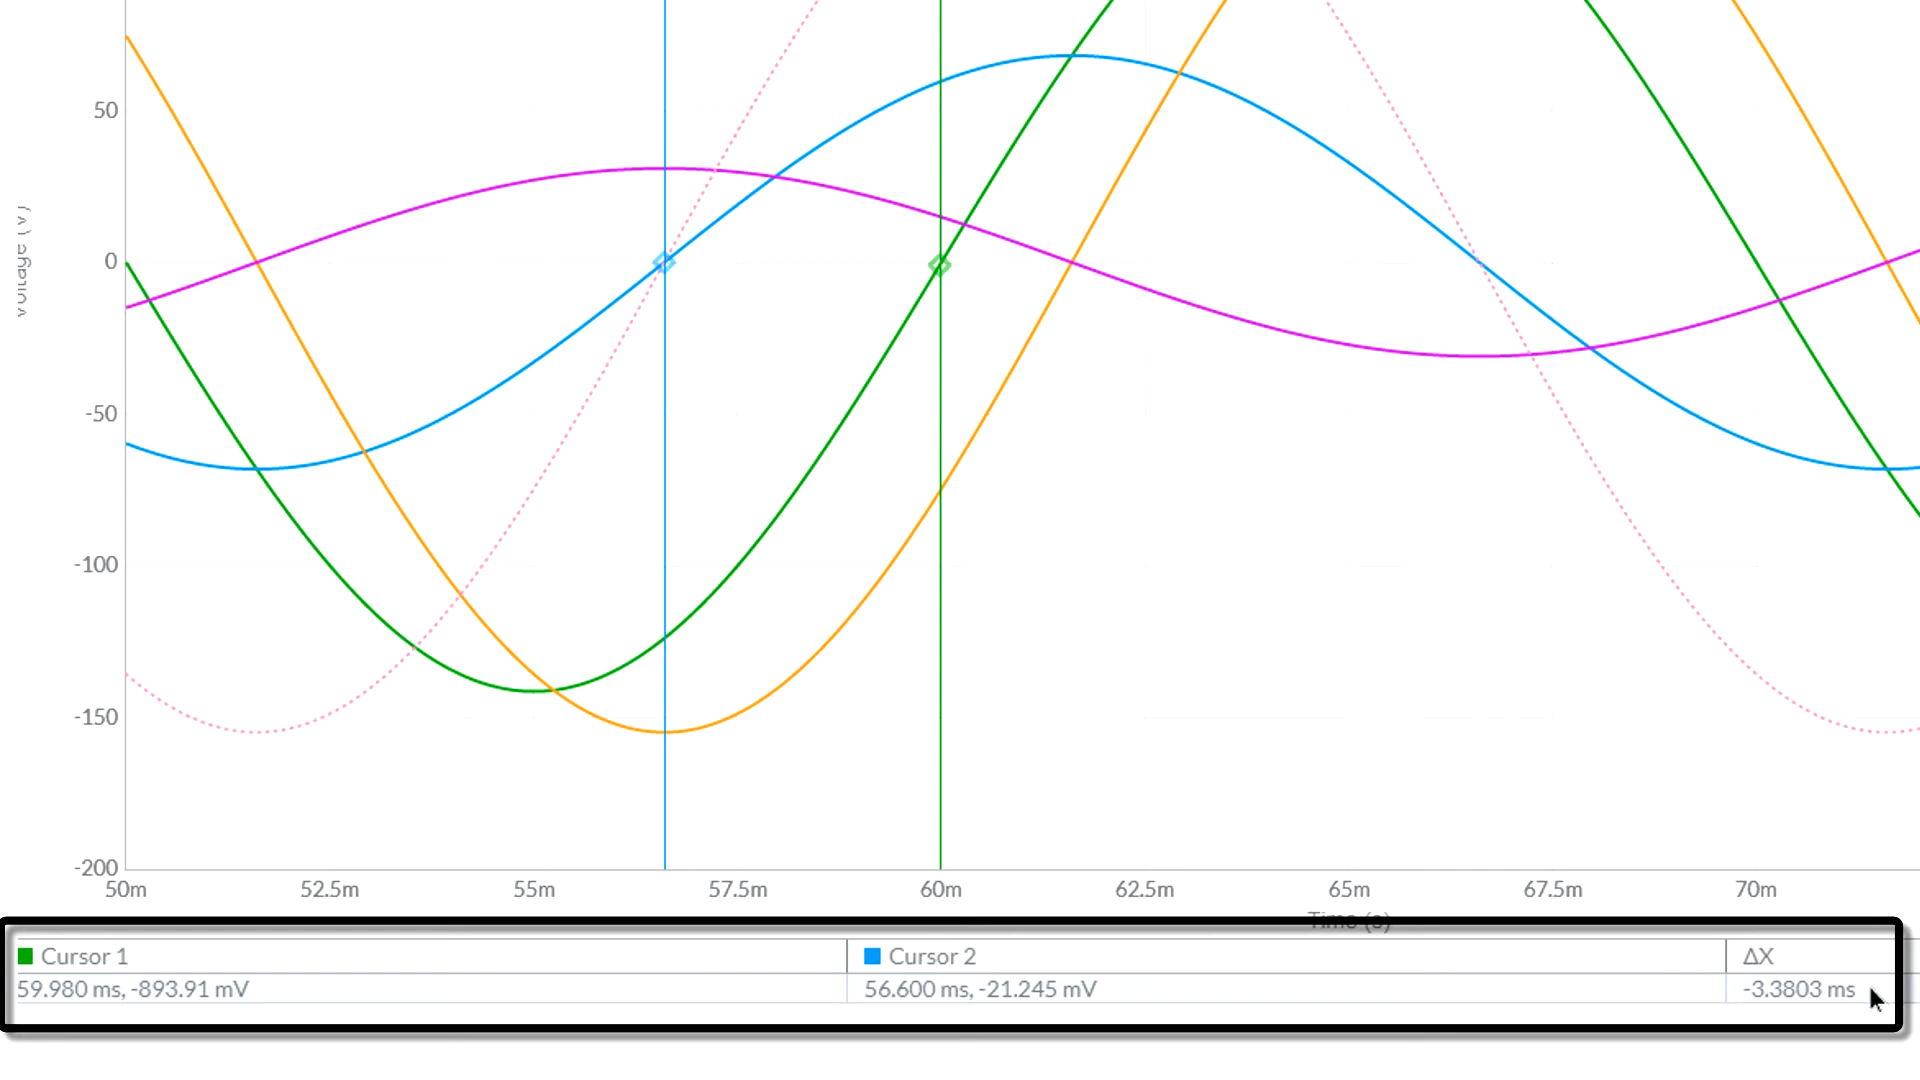 50
0
-50
-100
-150
-200
Voltage (V)
50m 52.5m 55m 57.5m 60m 62.5m 65m 67.5m 70m
Time (s)
Cursor 1 Cursor 2 ΔX
59.980 ms, -893.91 mV 56.600 ms, -21.245 mV -3.3803 ms